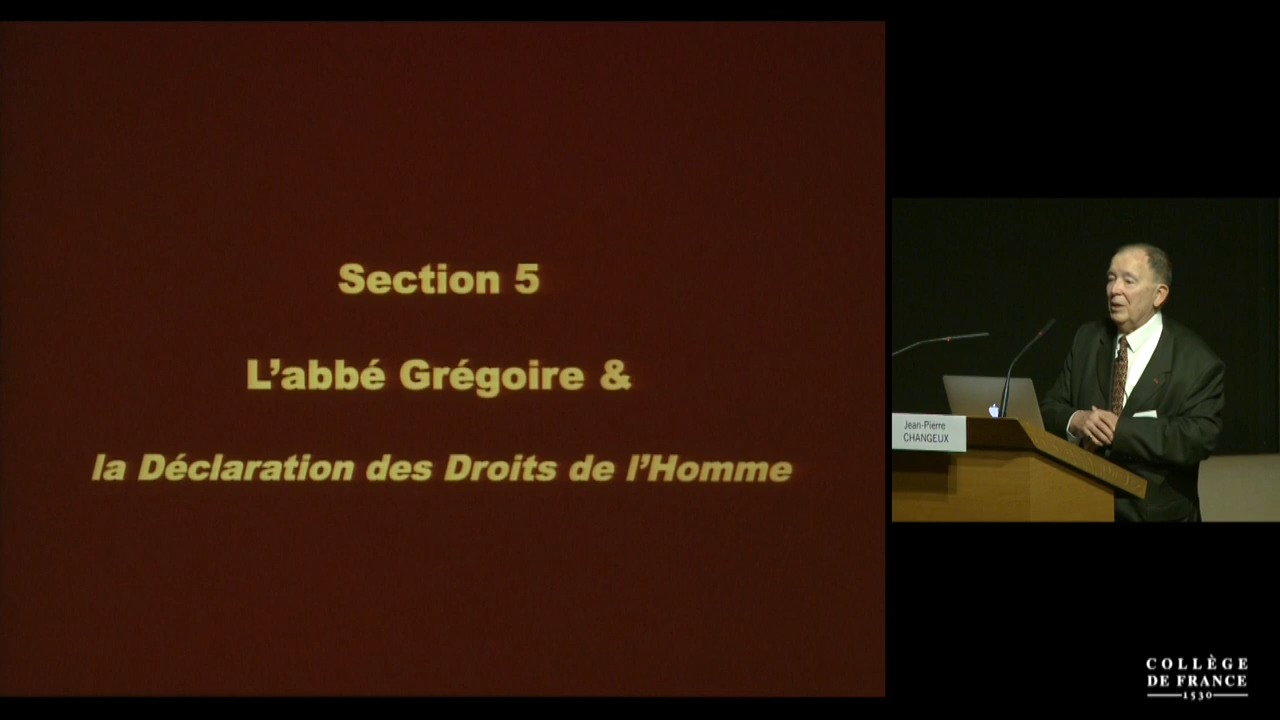 Section 5
L'abbé Grégoire &
la Déclaration des Droits de l'Homme
Jean-Pierre
CHANGEUX
COLLÈGE
DE FRANCE
1530